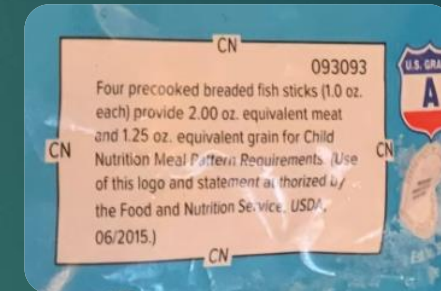 CN
093093
Four precooked breaded fish sticks (1.0 oz.
each) provide 2.00 oz. equivalent meat
and 1.25 oz. equivalent grain for Child
CN Nutrition Meal Pattern Requirements. (Use CN
of this logo and statement authorized by
the Food and Nutrition Service, USDA,
06/2015.)
CN
U.S. GRA
A